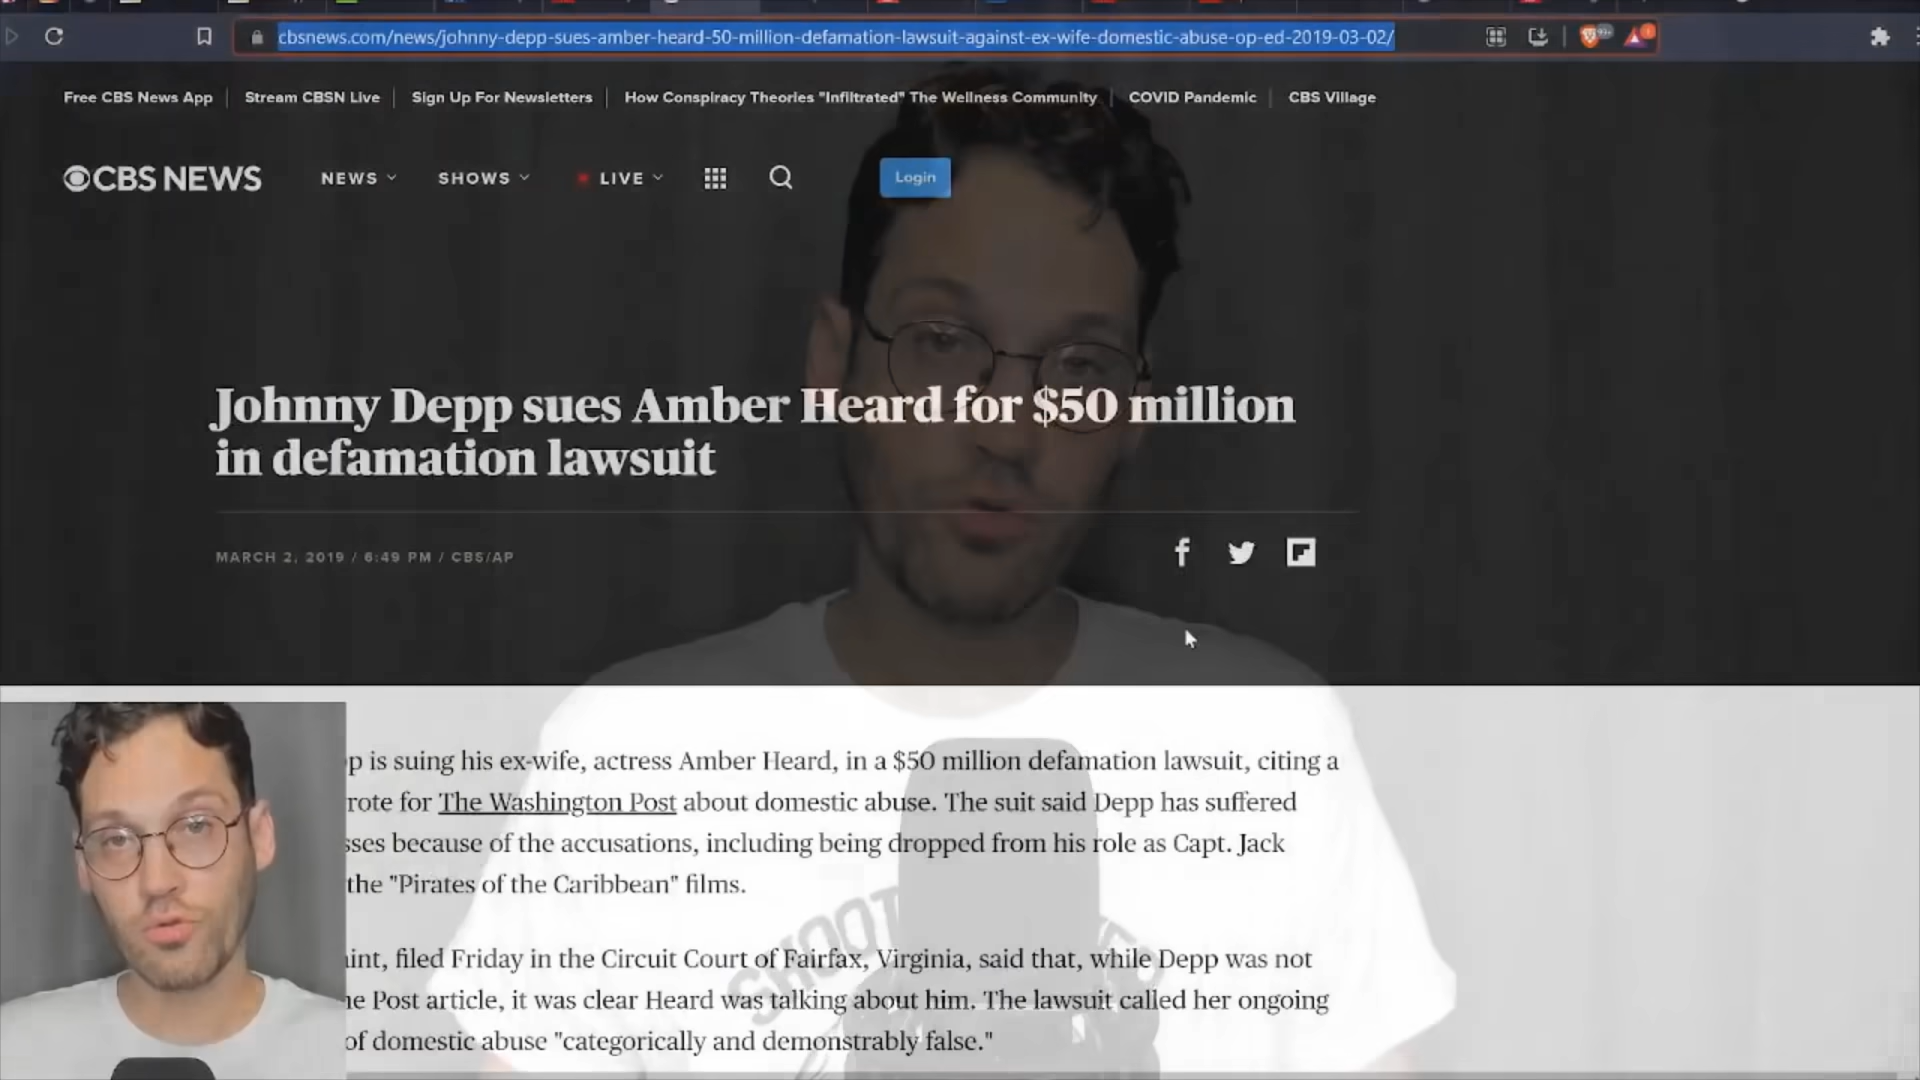 cbsnews.com/news/johnny-depp-sues-amber-heard-50-million-defamation-lawsuit-against-ex-wife-domestic-abuse-op-ed-2019-03-02/
Free CBS News App
Stream CBSN Live
Sign Up For Newsletters
How Conspiracy Theories "Infiltrated" The Wellness Community
COVID Pandemic
CBS Village
CBS NEWS
NEWS
SHOWS
LIVE
Login
Johnny Depp sues Amber Heard for $50 million
in defamation lawsuit
MARCH 2, 2019 / 6:49 PM / CBS/AP
p is suing his ex-wife, actress Amber Heard, in a $50 million defamation lawsuit, citing a
rote for The Washington Post about domestic abuse. The suit said Depp has suffered
sses because of the accusations, including being dropped from his role as Capt. Jack
the "Pirates of the Caribbean" films.
aint, filed Friday in the Circuit Court of Fairfax, Virginia, said that, while Depp was not
e Post article, it was clear Heard was talking about him. The lawsuit called her ongoing
of domestic abuse "categorically and demonstrably false."
SHOOT